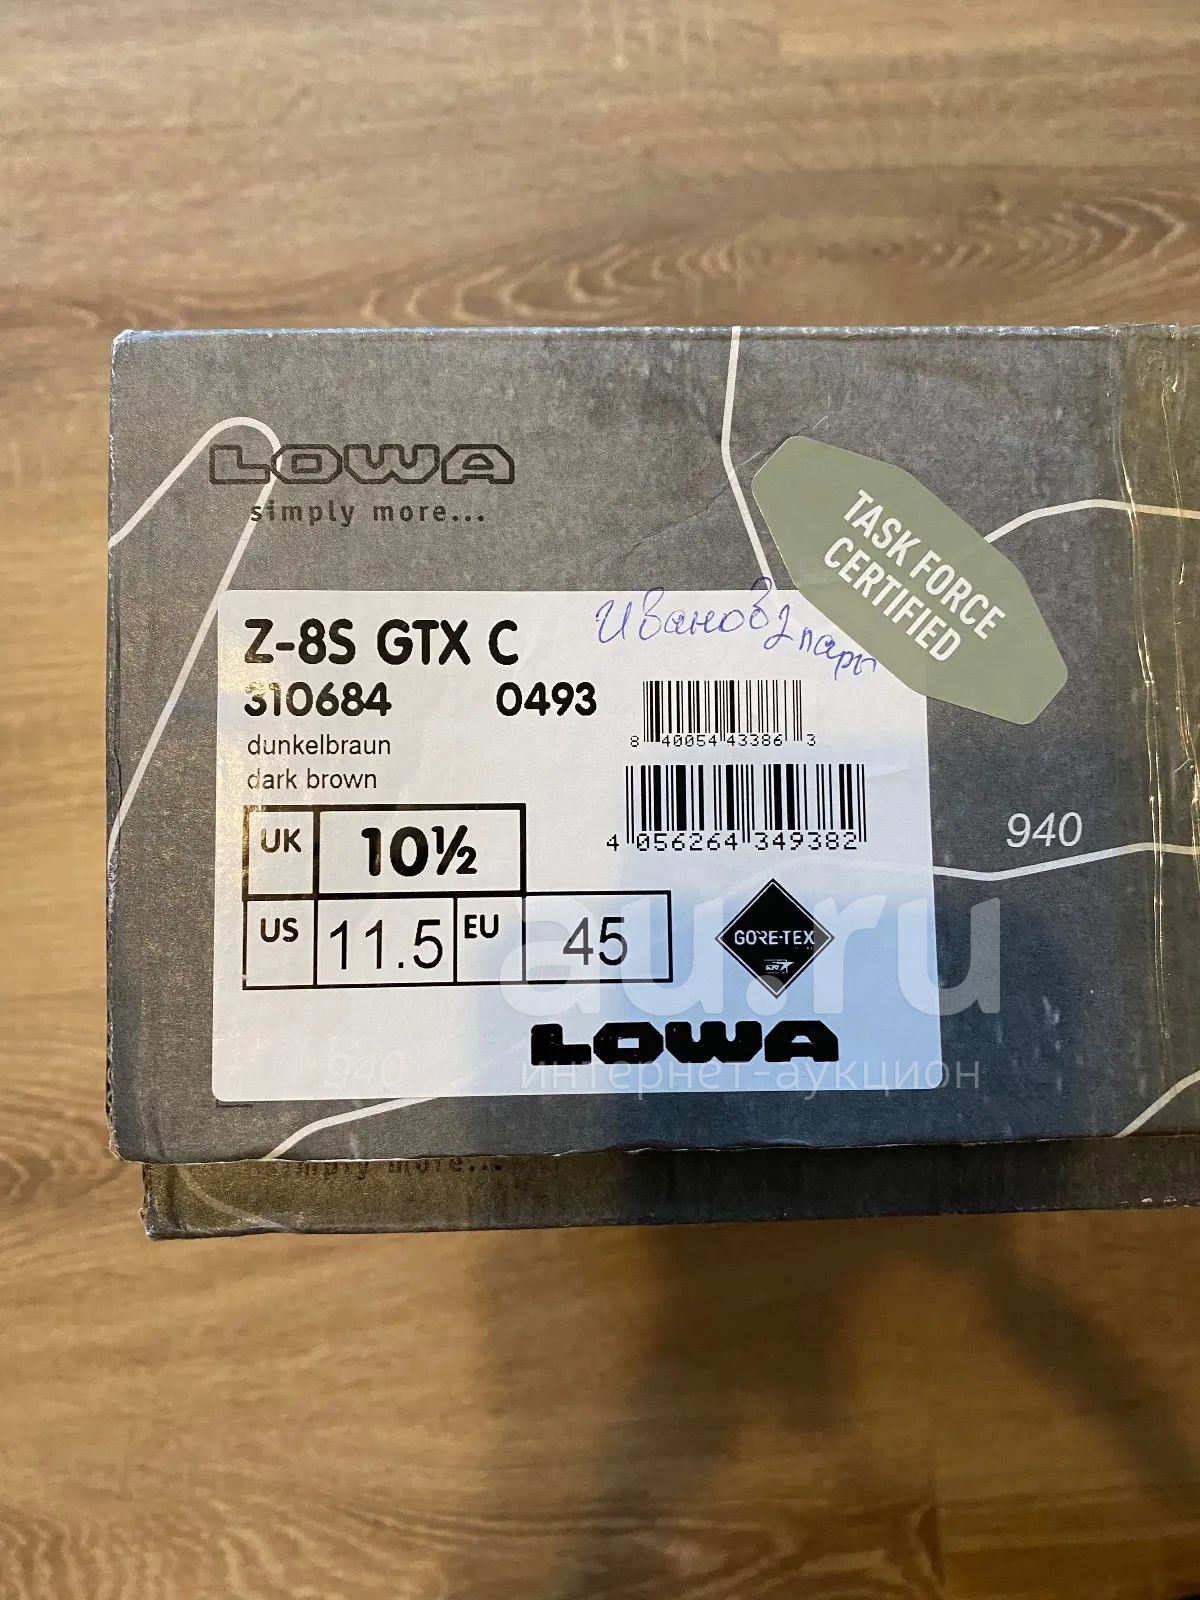 LOWA
simply more...
TASK FORCE
CERTIFIED
Иванов 2 пары
Z-8S GTX C
310684 0493
dunkelbraun
dark brown
8 40054 43386 3
4 056264 349382
940
UK 10½
US 11.5 EU 45
GORE-TEX
LOWA
au.ru
интернет-аукцион
940
simply more...